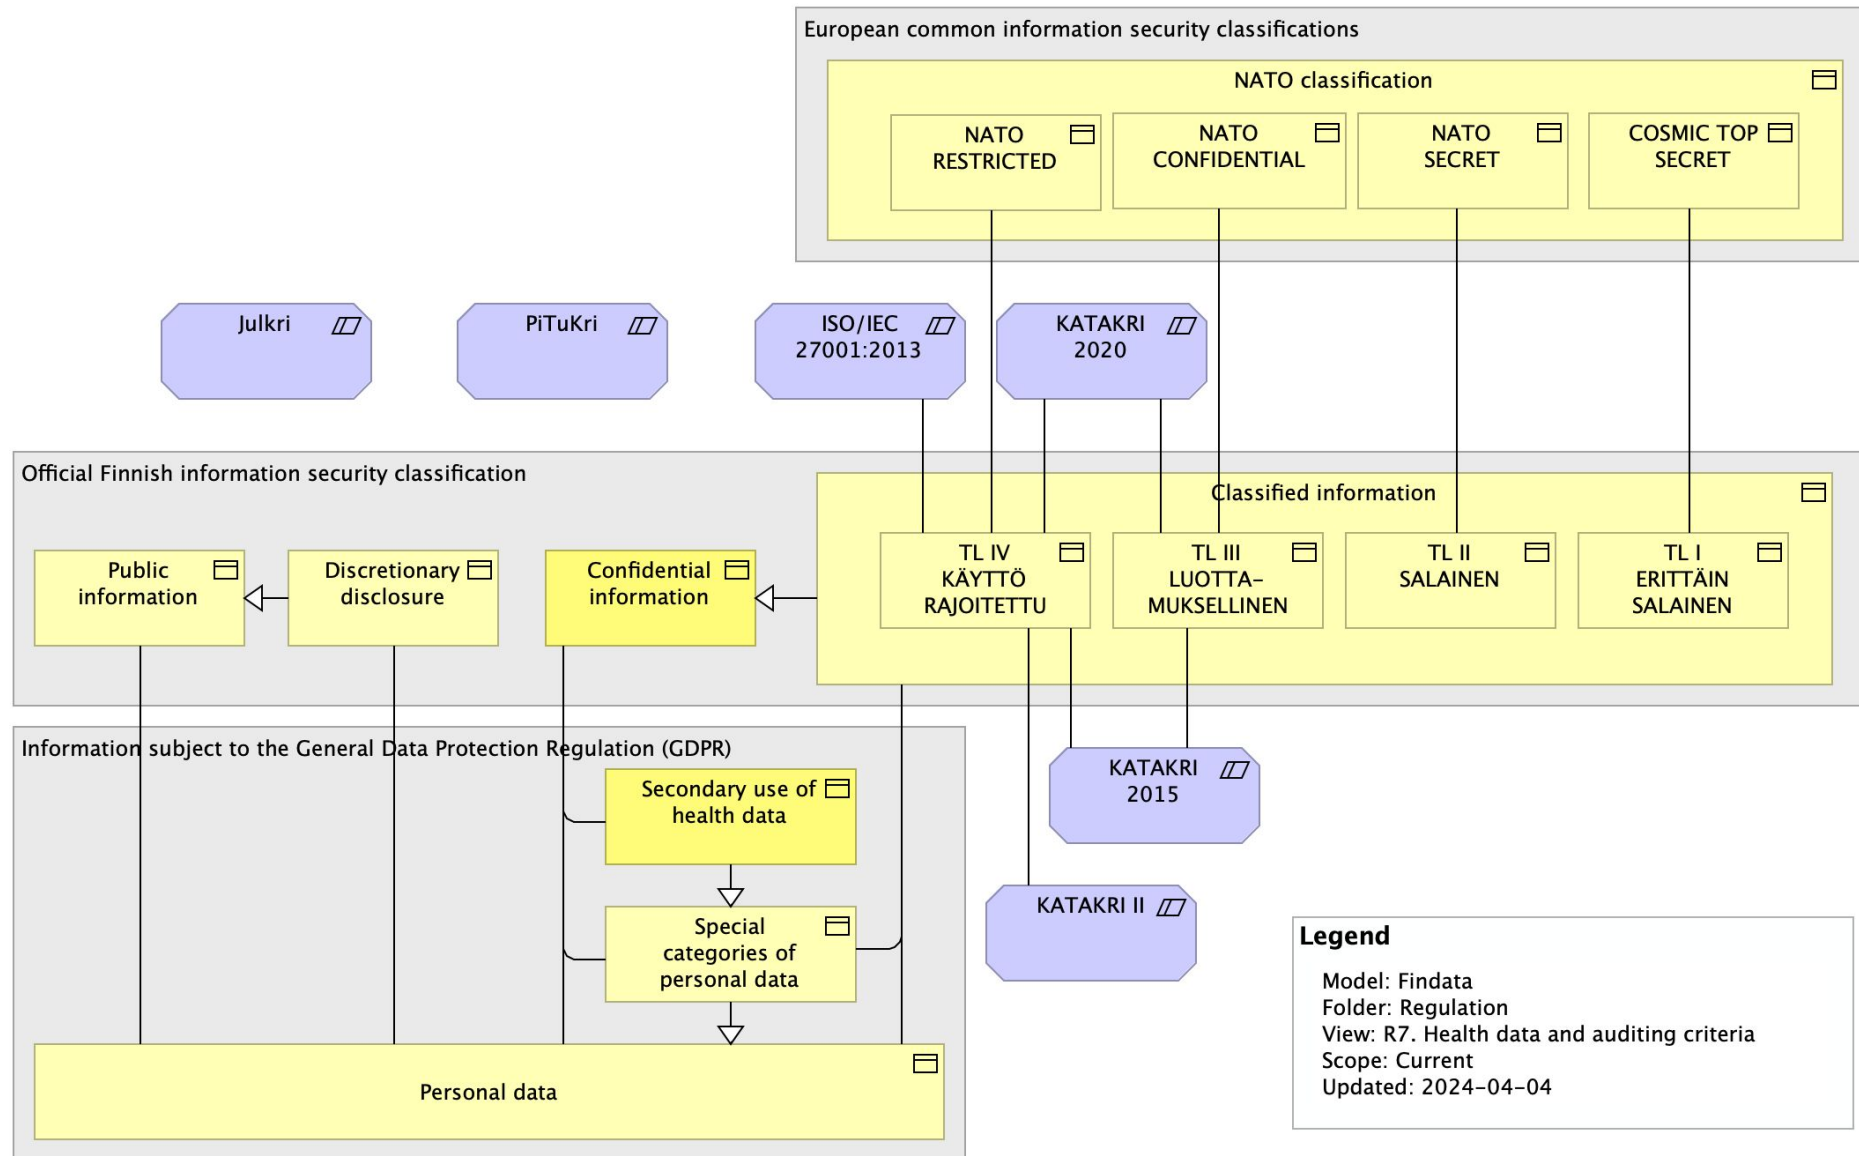 European common information security classifications
NATO classification
NATO
RESTRICTED
NATO
CONFIDENTIAL
NATO
SECRET
COSMIC TOP
SECRET
Julkri
PiTuKri
ISO/IEC
27001:2013
KATAKRI
2020
Official Finnish information security classification
Classified information
Public
information
Discretionary
disclosure
Confidential
information
TL IV
KÄYTTÖ
RAJOITETTU
TL III
LUOTTA-
MUKSELLINEN
TL II
SALAINEN
TL I
ERITTÄIN
SALAINEN
Information subject to the General Data Protection Regulation (GDPR)
Secondary use of
health data
KATAKRI
2015
Special
categories of
personal data
KATAKRI II
Personal data
Legend
Model: Findata
Folder: Regulation
View: R7. Health data and auditing criteria
Scope: Current
Updated: 2024-04-04